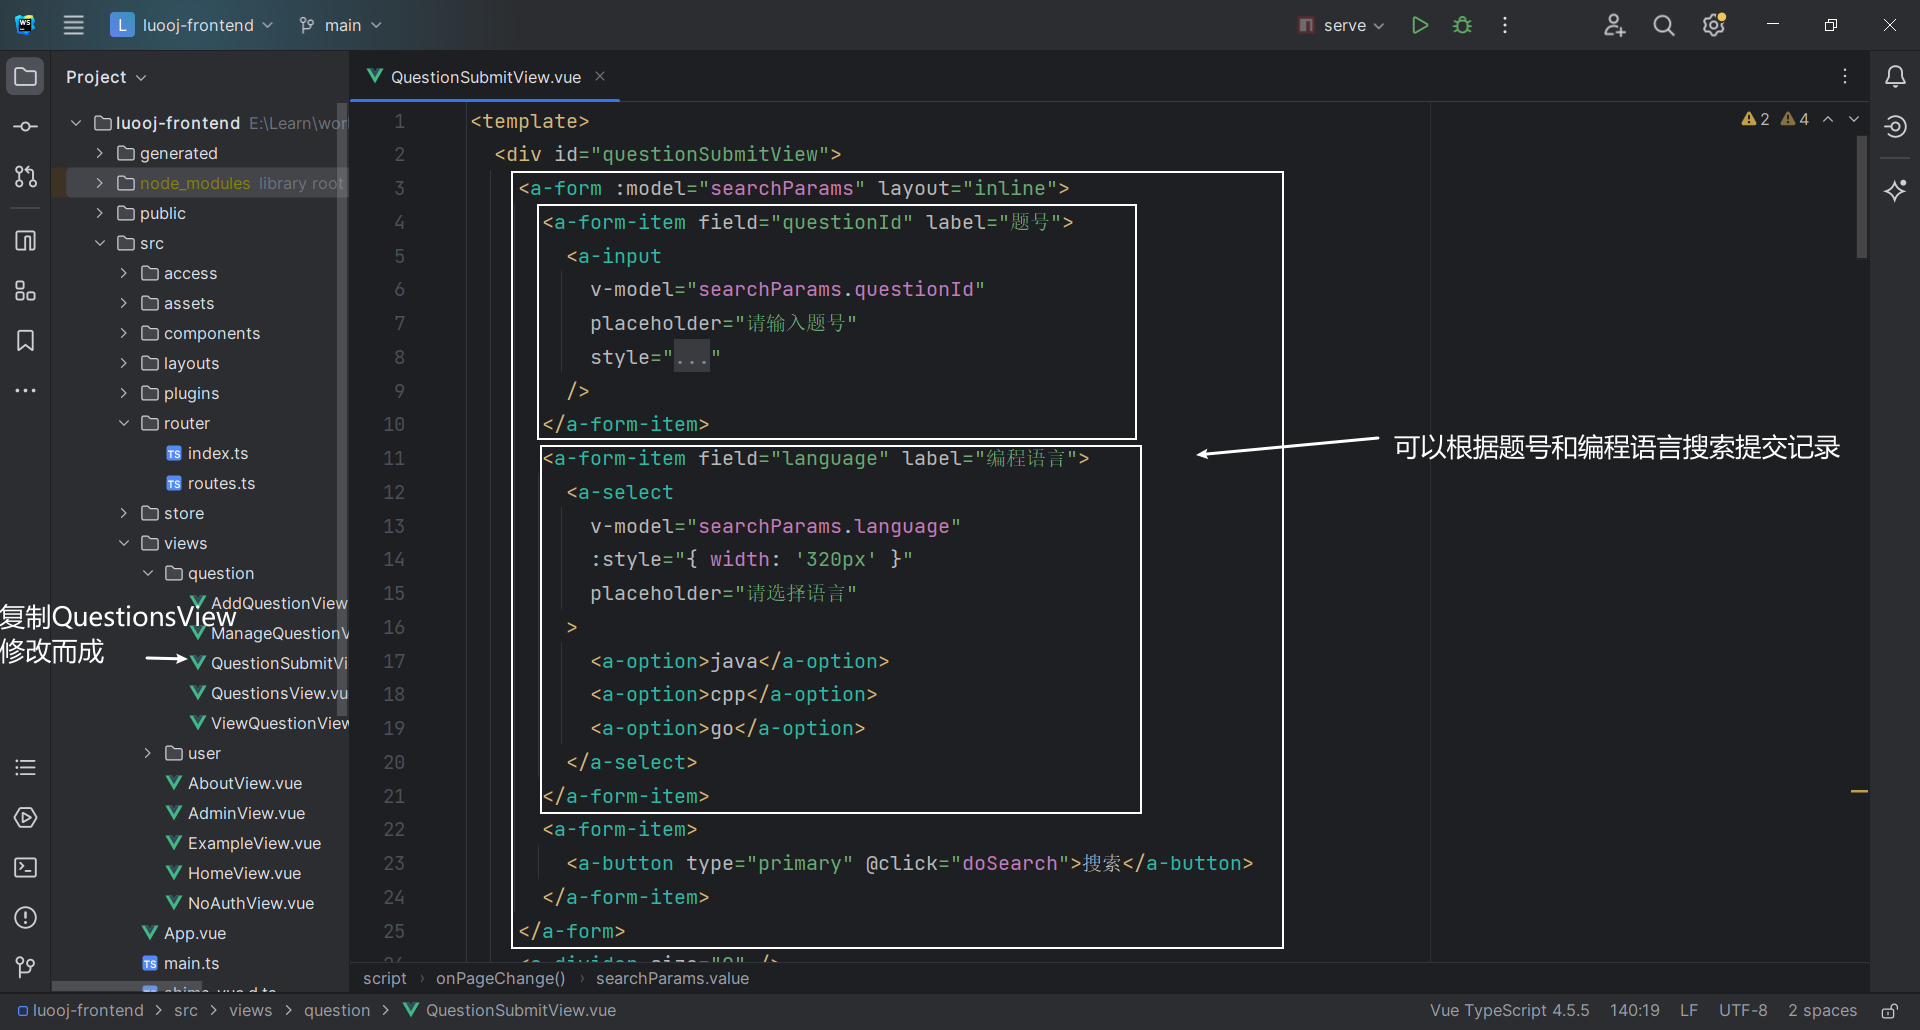 WS
L luooj-frontend
main
serve
Project
QuestionSubmitView.vue
luooj-frontend E:\Learn\wor
generated
node_modules library root
public
src
access
assets
components
layouts
plugins
router
TS index.ts
TS routes.ts
store
views
question
AddQuestionView
ManageQuestionV
QuestionSubmitVi
QuestionsView.vu
ViewQuestionView
user
AboutView.vue
AdminView.vue
ExampleView.vue
HomeView.vue
NoAuthView.vue
App.vue
TS main.ts
shims-vue.d.ts
复制QuestionsView
修改而成
2 4
1 <template>
2 <div id="questionSubmitView">
3 <a-form :model="searchParams" layout="inline">
4 <a-form-item field="questionId" label="题号">
5 <a-input
6 v-model="searchParams.questionId"
7 placeholder="请输入题号"
8 style="..."
9 />
10 </a-form-item>
11 <a-form-item field="language" label="编程语言">
12 <a-select
13 v-model="searchParams.language"
14 :style="{ width: '320px' }"
15 placeholder="请选择语言"
16 >
17 <a-option>java</a-option>
18 <a-option>cpp</a-option>
19 <a-option>go</a-option>
20 </a-select>
21 </a-form-item>
22 <a-form-item>
23 <a-button type="primary" @click="doSearch">搜索</a-button>
24 </a-form-item>
25 </a-form>
26 <a-divider size="0" />
可以根据题号和编程语言搜索提交记录
script › onPageChange() › searchParams.value
luooj-frontend > src > views > question > QuestionSubmitView.vue
Vue TypeScript 4.5.5 140:19 LF UTF-8 2 spaces